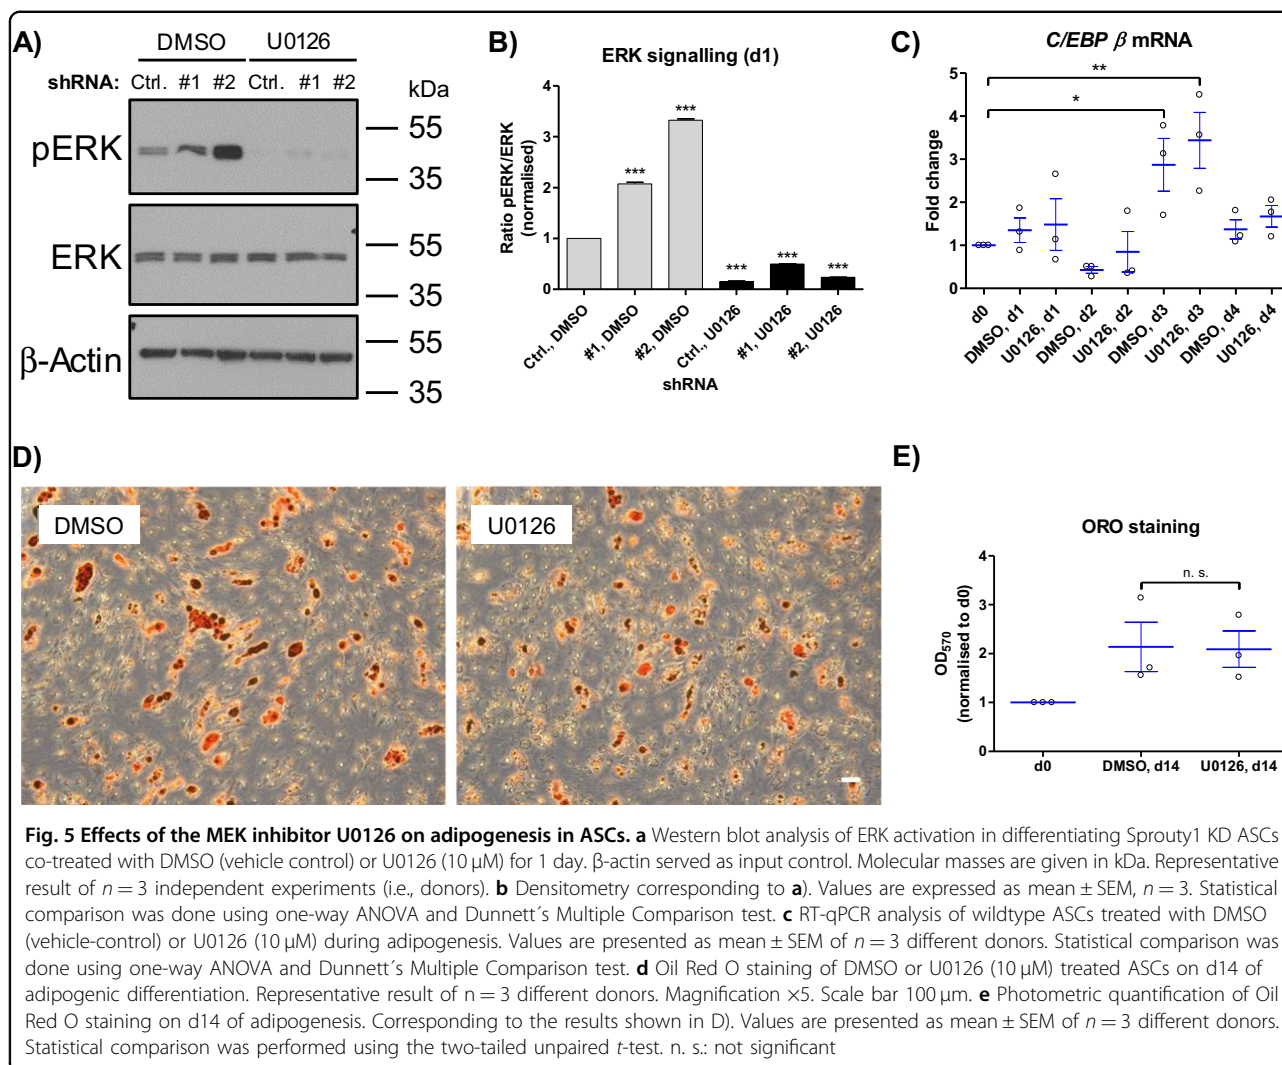 A)
DMSO U0126
shRNA: Ctrl. #1 #2 Ctrl. #1 #2
kDa
pERK
55
35
ERK
55
35
β-Actin
55
35
B)
ERK signalling (d1)
Ratio pERK/ERK
(normalised)
4
3
2
1
0
***
***
***
***
***
Ctrl., DMSO
#1, DMSO
#2, DMSO
Ctrl., U0126
#1, U0126
#2, U0126
shRNA
C)
C/EBP β mRNA
Fold change
5
4
3
2
1
0
**
*
d0
DMSO, d1
U0126, d1
DMSO, d2
U0126, d2
DMSO, d3
U0126, d3
DMSO, d4
U0126, d4
D)
DMSO
U0126
E)
ORO staining
OD570
(normalised to d0)
4
3
2
1
0
n. s.
d0
DMSO, d14
U0126, d14
Fig. 5 Effects of the MEK inhibitor U0126 on adipogenesis in ASCs. a Western blot analysis of ERK activation in differentiating Sprouty1 KD ASCs
co-treated with DMSO (vehicle control) or U0126 (10 μM) for 1 day. β-actin served as input control. Molecular masses are given in kDa. Representative
result of n = 3 independent experiments (i.e., donors). b Densitometry corresponding to a). Values are expressed as mean ± SEM, n = 3. Statistical
comparison was done using one-way ANOVA and Dunnett´s Multiple Comparison test. c RT-qPCR analysis of wildtype ASCs treated with DMSO
(vehicle-control) or U0126 (10 μM) during adipogenesis. Values are presented as mean ± SEM of n = 3 different donors. Statistical comparison was
done using one-way ANOVA and Dunnett´s Multiple Comparison test. d Oil Red O staining of DMSO or U0126 (10 μM) treated ASCs on d14 of
adipogenic differentiation. Representative result of n = 3 different donors. Magnification ×5. Scale bar 100 μm. e Photometric quantification of Oil
Red O staining on d14 of adipogenesis. Corresponding to the results shown in D). Values are presented as mean ± SEM of n = 3 different donors.
Statistical comparison was performed using the two-tailed unpaired t-test. n. s.: not significant